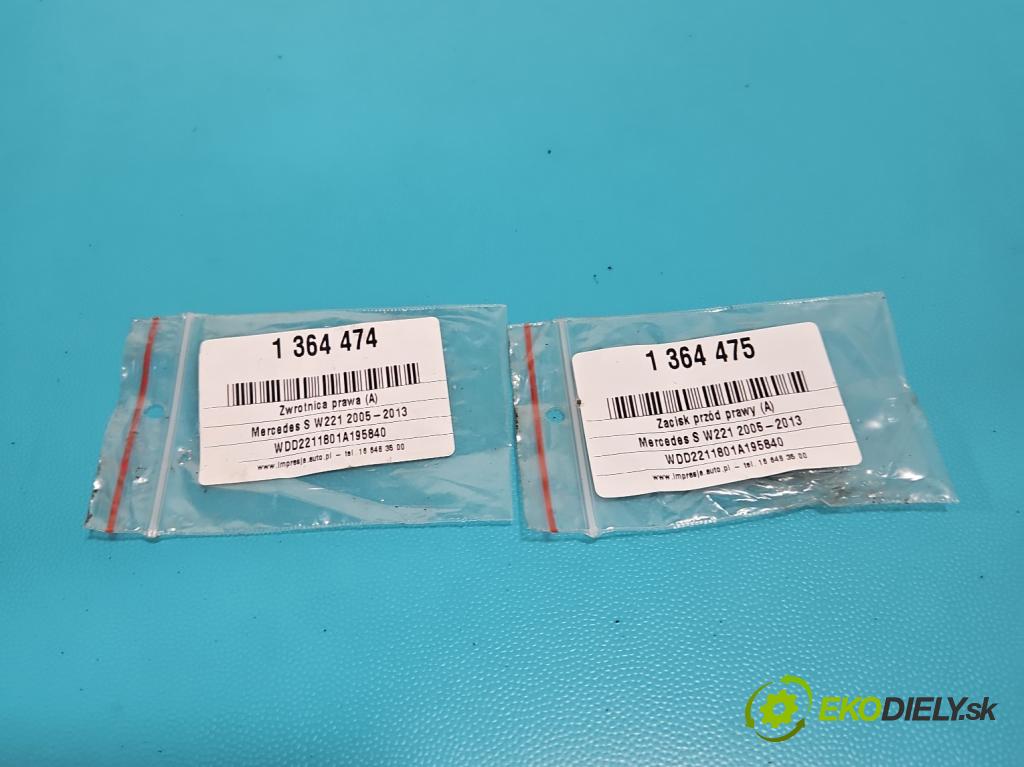 1 364 474
Zwrotnica prawa (A)
Mercedes S W221 2005-2013
WDD2211801A195840
www.impresja.auto.pl - tel. 16 648 35 00
1 364 475
Zacisk przód prawy (A)
Mercedes S W221 2005-2013
WDD2211801A195840
www.impresja.auto.pl - tel. 16 648 35 00
EKODIELY.sk